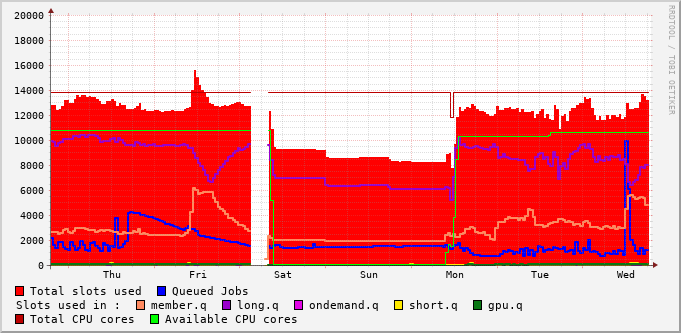 20000
18000
16000
14000
12000
10000
8000
6000
4000
2000
0
Thu Fri Sat Sun Mon Tue Wed
RRDTOOL / TOBI OETIKER
Total slots used Queued Jobs
Slots used in : member.q long.q ondemand.q short.q gpu.q
Total CPU cores Available CPU cores